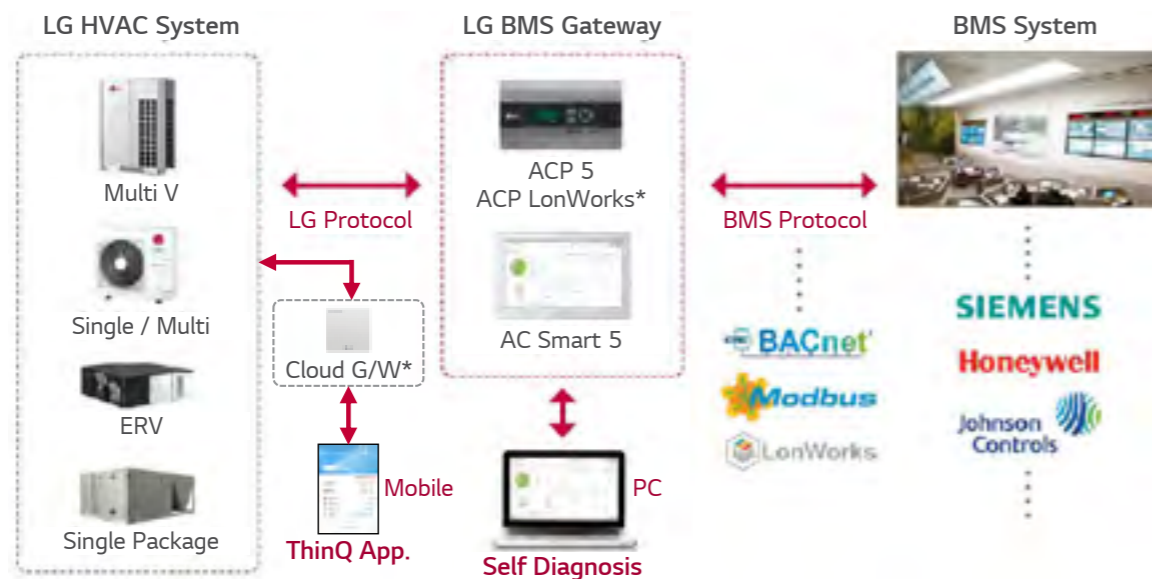 LG HVAC System
LG BMS Gateway
BMS System
Multi V
Single / Multi
ERV
Single Package
LG Protocol
Cloud G/W*
Mobile
ThinQ App.
ACP 5
ACP LonWorks*
AC Smart 5
PC
Self Diagnosis
BMS Protocol
BACnet
Modbus
LonWorks
SIEMENS
Honeywell
Johnson
Controls